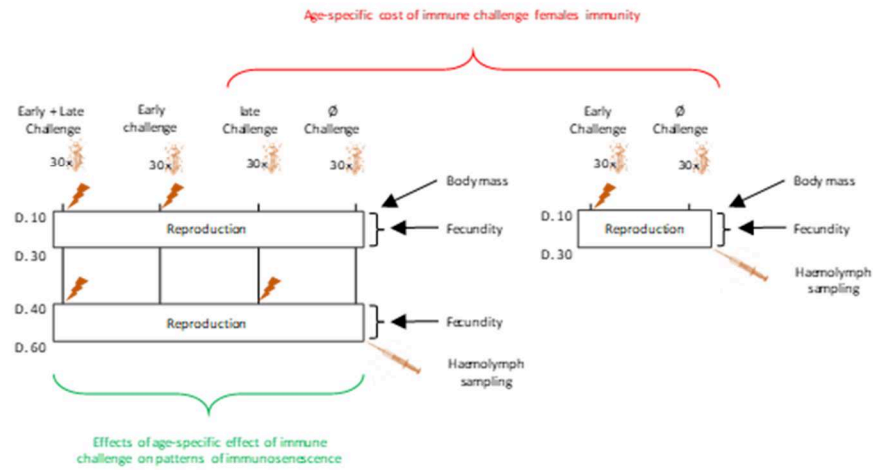 Age-specific cost of immune challenge females immunity
Early + Late
Challenge
30x
Early
challenge
30x
late
Challenge
30x
Ø
Challenge
30x
Early
Challenge
30x
Ø
Challenge
30x
D.10
Reproduction
D.30
Body mass
Fecundity
D.40
Reproduction
D.60
Fecundity
Haemolymph
sampling
D.10
Reproduction
D.30
Body mass
Fecundity
Haemolymph
sampling
Effects of age-specific effect of immune
challenge on patterns of immunosenescence